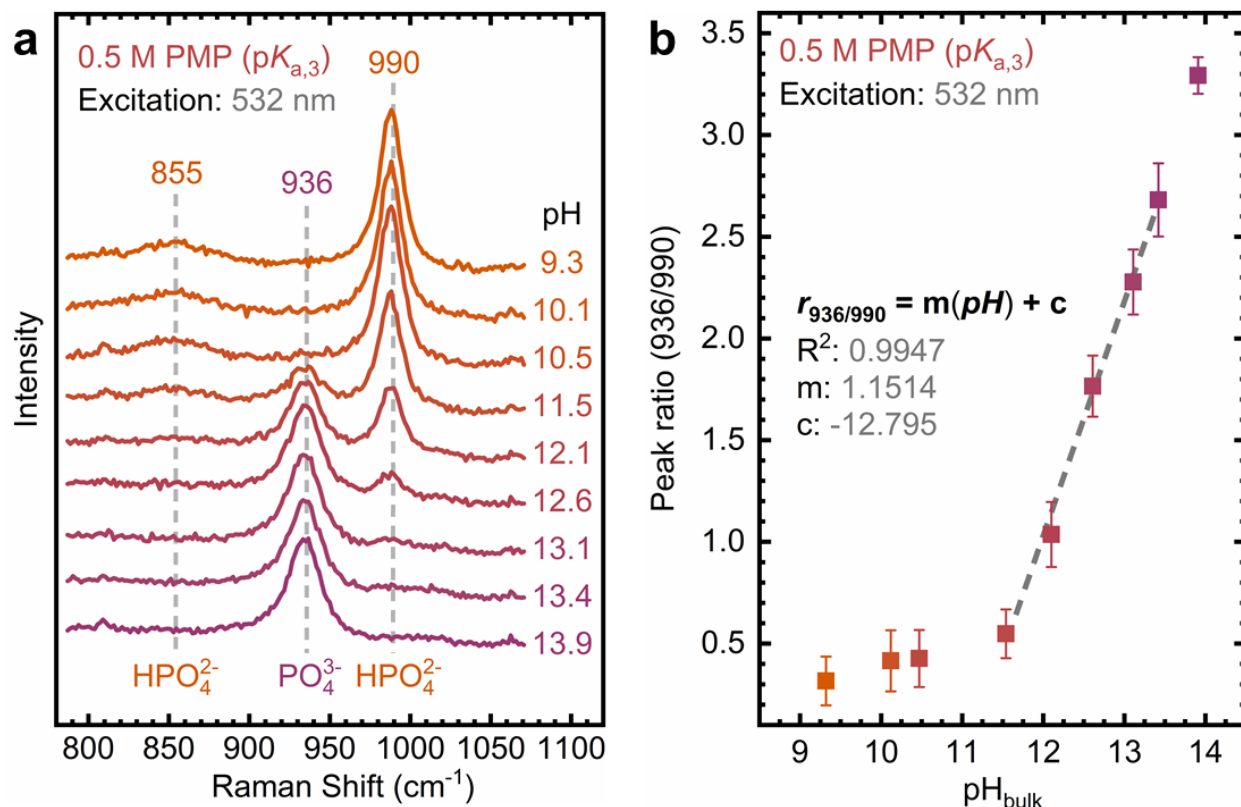 a
0.5 M PMP (pKa,3)
Excitation: 532 nm
990
855
936
pH
9.3
10.1
10.5
11.5
12.1
12.6
13.1
13.4
13.9
HPO₄²⁻
PO₄³⁻
HPO₄²⁻
Intensity
800 850 900 950 1000 1050 1100
Raman Shift (cm⁻¹)
b
0.5 M PMP (pKa,3)
Excitation: 532 nm
r936/990 = m(pH) + c
R²: 0.9947
m: 1.1514
c: -12.795
Peak ratio (936/990)
3.5
3.0
2.5
2.0
1.5
1.0
0.5
9 10 11 12 13 14
pHbulk